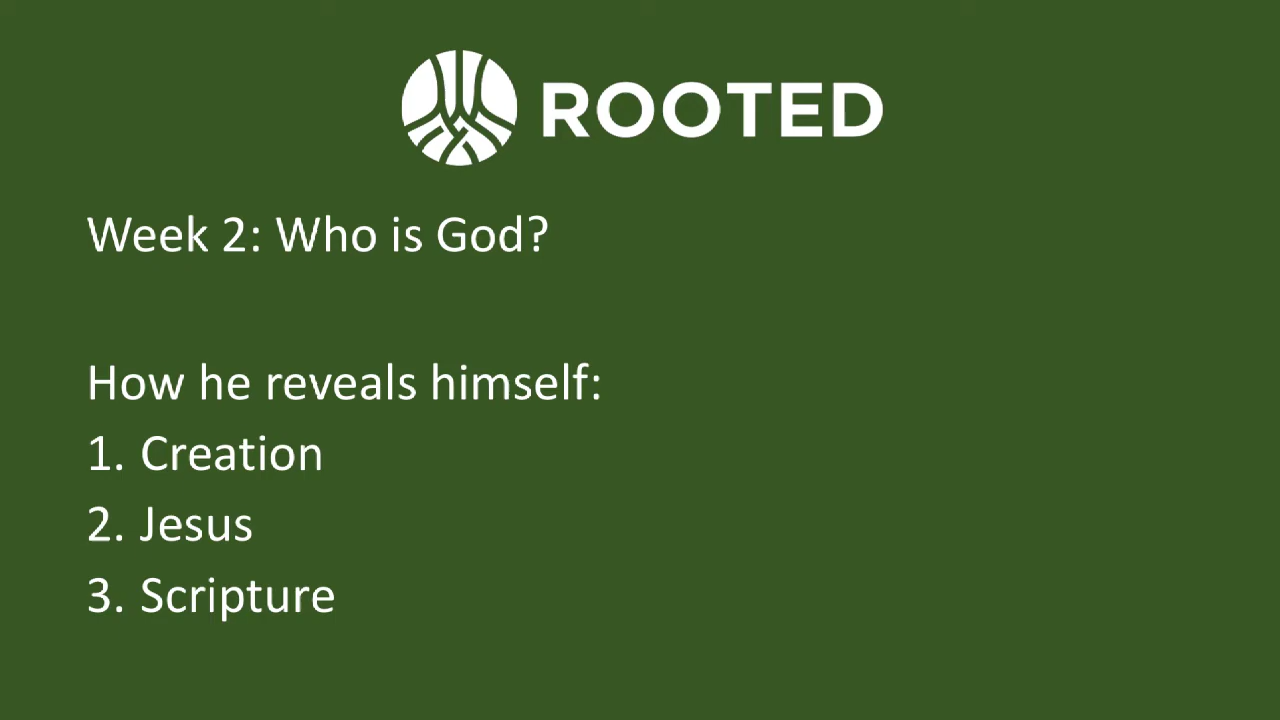 ROOTED
Week 2: Who is God?
How he reveals himself:
1. Creation
2. Jesus
3. Scripture